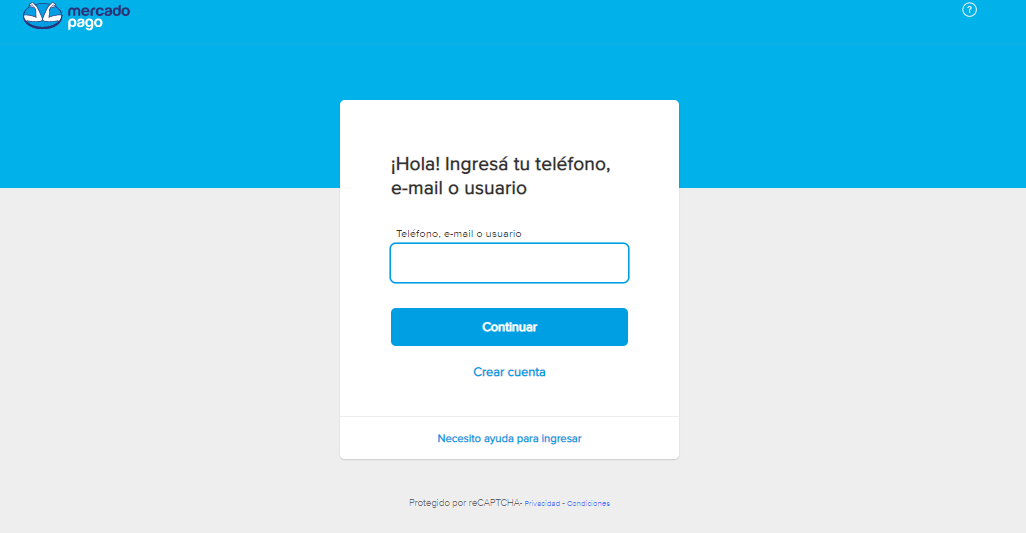 mercado
pago
?
¡Hola! Ingresá tu teléfono,
e-mail o usuario
Teléfono, e-mail o usuario
Continuar
Crear cuenta
Necesito ayuda para ingresar
Protegido por reCAPTCHA- Privacidad - Condiciones